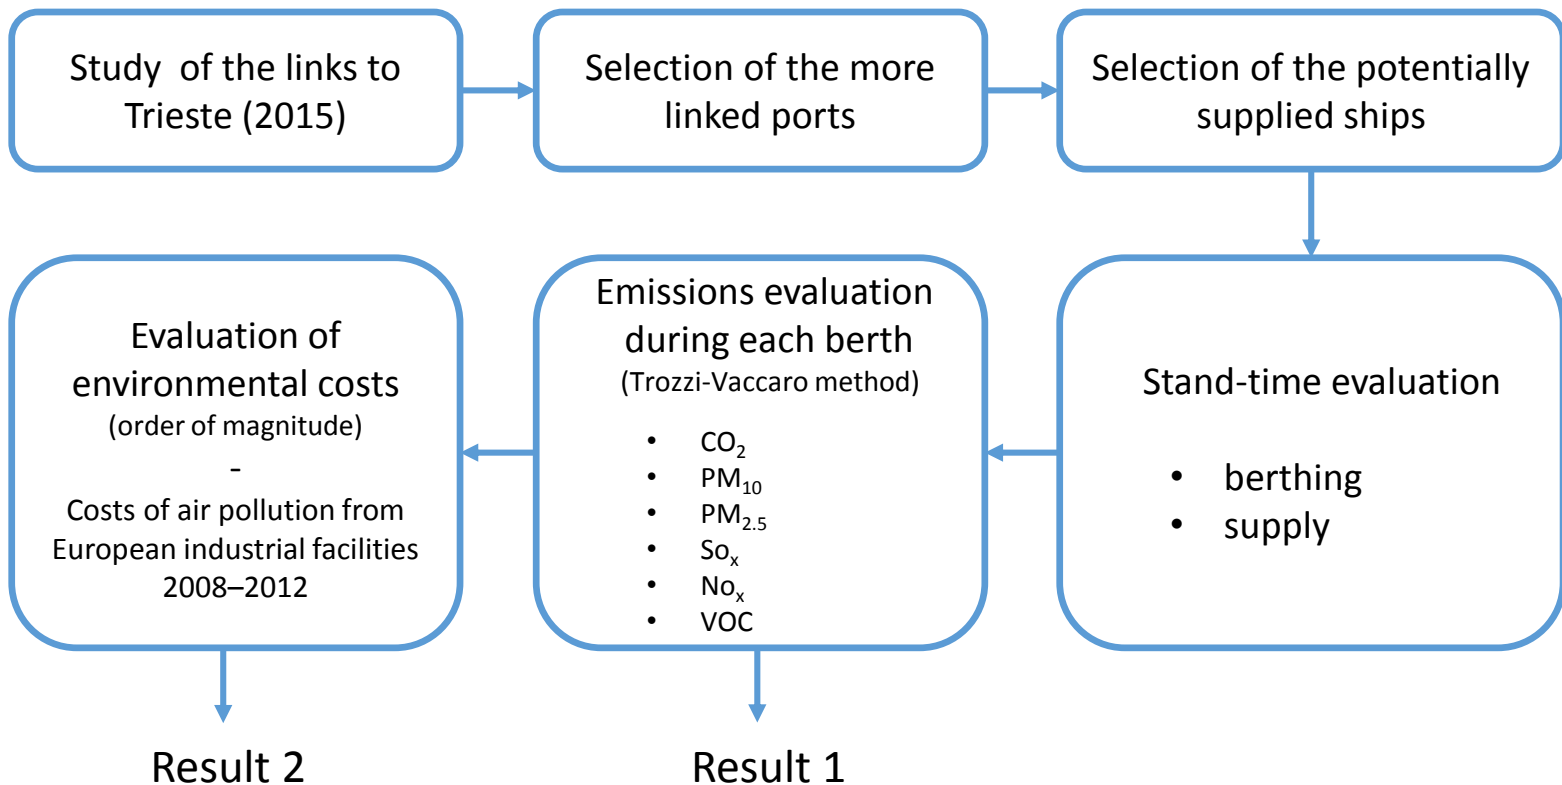 Study of the links to
Trieste (2015)
Selection of the more
linked ports
Selection of the potentially
supplied ships
Stand-time evaluation
• berthing
• supply
Emissions evaluation
during each berth
(Trozzi-Vaccaro method)
• CO₂
• PM₁₀
• PM₂.₅
• Soₓ
• Noₓ
• VOC
Evaluation of
environmental costs
(order of magnitude)
-
Costs of air pollution from
European industrial facilities
2008–2012
Result 2
Result 1